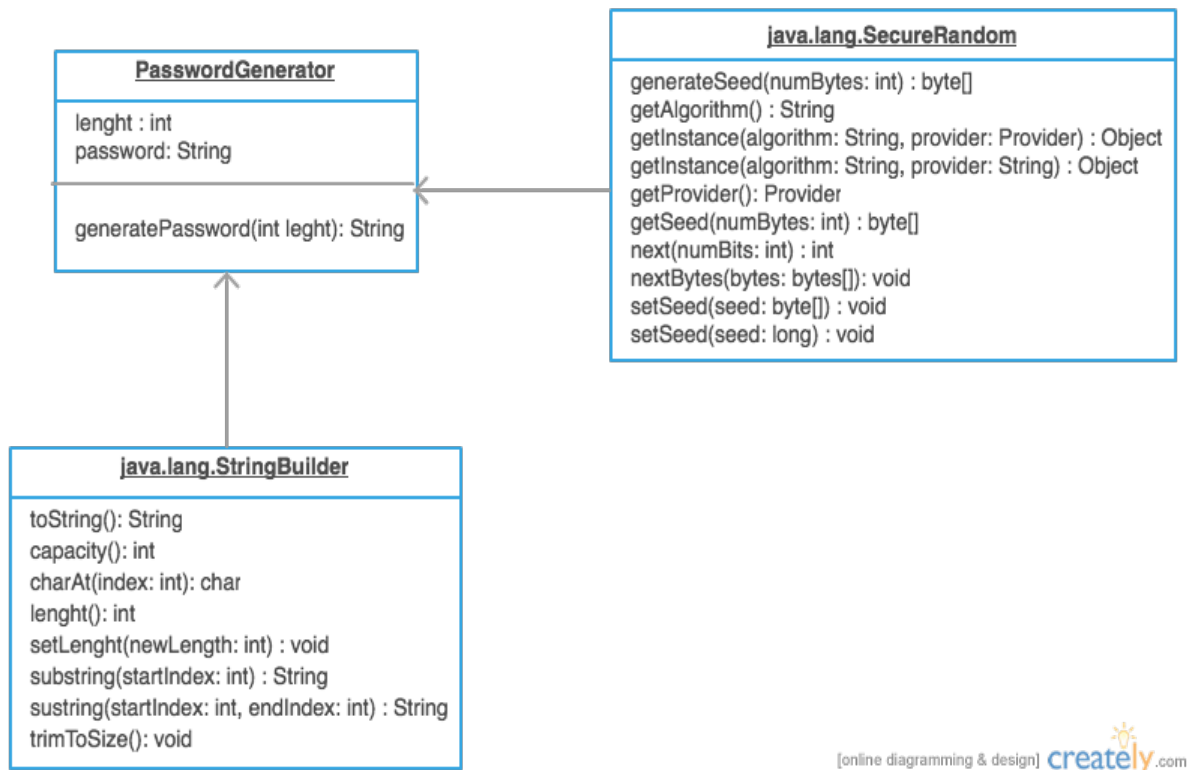 PasswordGenerator
lenght : int
password: String
generatePassword(int leght): String
java.lang.SecureRandom
generateSeed(numBytes: int) : byte[]
getAlgorithm() : String
getInstance(algorithm: String, provider: Provider) : Object
getInstance(algorithm: String, provider: String) : Object
getProvider(): Provider
getSeed(numBytes: int) : byte[]
next(numBits: int) : int
nextBytes(bytes: bytes[]): void
setSeed(seed: byte[]) : void
setSeed(seed: long) : void
java.lang.StringBuilder
toString(): String
capacity(): int
charAt(index: int): char
lenght(): int
setLenght(newLength: int) : void
substring(startIndex: int) : String
sustring(startIndex: int, endIndex: int) : String
trimToSize(): void
[online diagramming & design] creately.com